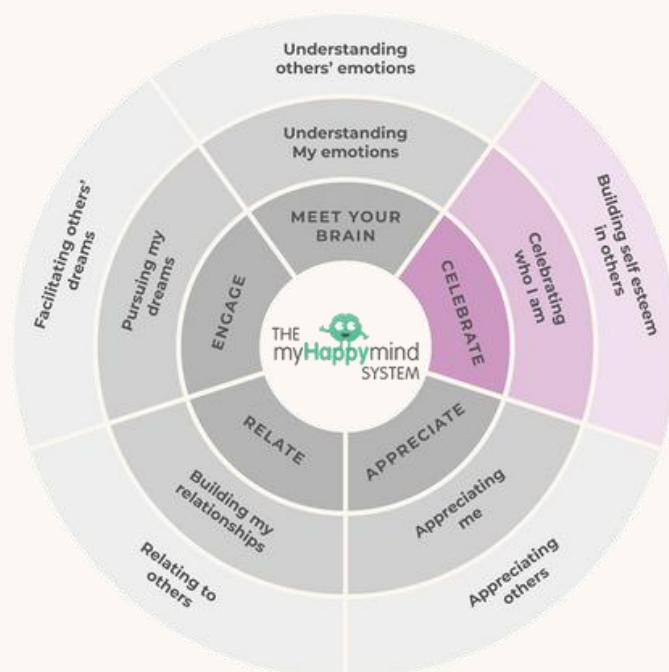 Understanding
others' emotions
Understanding
My emotions
MEET YOUR
BRAIN
Building self esteem
in others
Celebrating
who I am
CELEBRATE
Appreciating
others
Appreciating
me
APPRECIATE
Relating to
others
Building my
relationships
RELATE
Facilitating others'
dreams
Pursuing my
dreams
ENGAGE
THE
myHappymind
SYSTEM